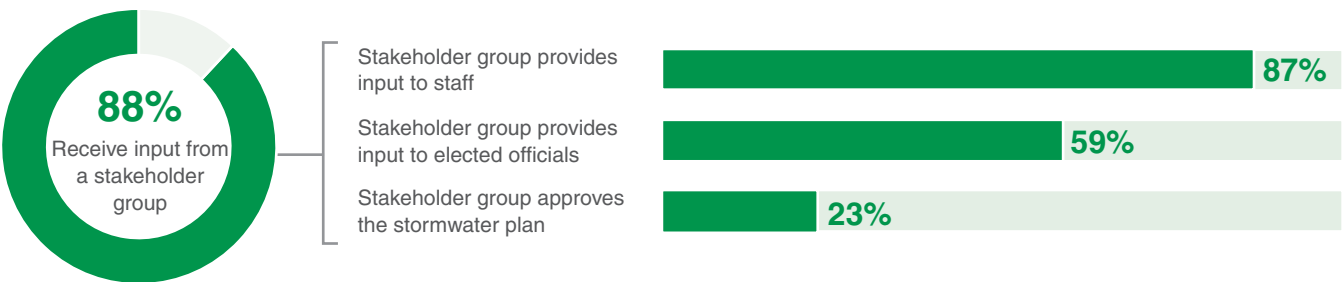 88%
Receive input from
a stakeholder
group
Stakeholder group provides
input to staff
87%
Stakeholder group provides
input to elected officials
59%
Stakeholder group approves
the stormwater plan
23%